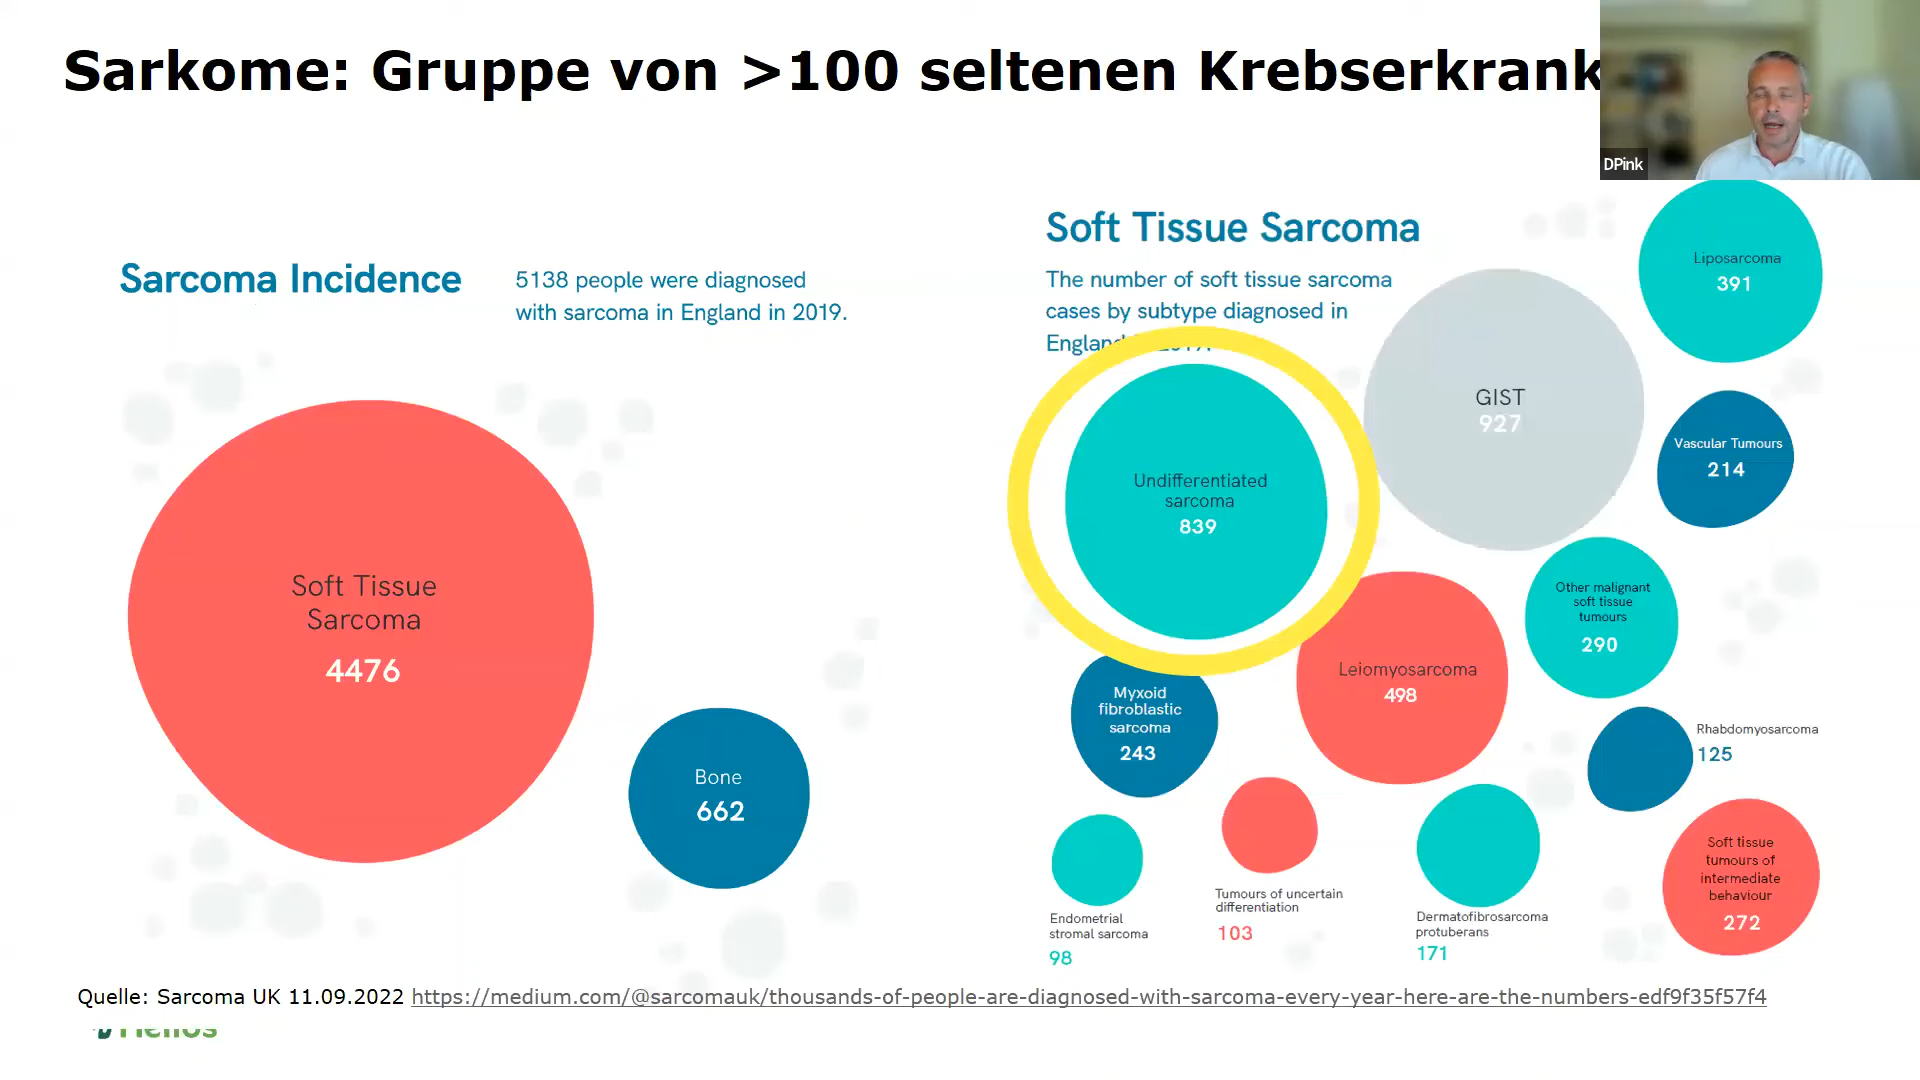 Sarkome: Gruppe von >100 seltenen Krebserkrank
DPink
Sarcoma Incidence
5138 people were diagnosed
with sarcoma in England in 2019.
Soft Tissue
Sarcoma
4476
Bone
662
Soft Tissue Sarcoma
The number of soft tissue sarcoma
cases by subtype diagnosed in
England
Liposarcoma
391
GIST
927
Vascular Tumours
214
Undifferentiated
sarcoma
839
Other malignant
soft tissue
tumours
290
Leiomyosarcoma
498
Myxoid
fibroblastic
sarcoma
243
Rhabdomyosarcoma
125
Endometrial
stromal sarcoma
98
Tumours of uncertain
differentiation
103
Dermatofibrosarcoma
protuberans
171
Soft tissue
tumours of
intermediate
behaviour
272
Quelle: Sarcoma UK 11.09.2022 https://medium.com/@sarcomauk/thousands-of-people-are-diagnosed-with-sarcoma-every-year-here-are-the-numbers-edf9f35f57f4
Helios